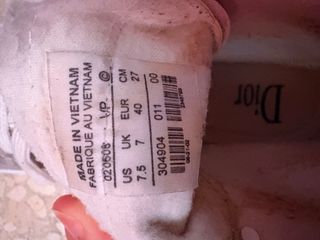 MADE IN VIETNAM
FABRIQUE AU VIETNAM
020606 VP ©
US UK EUR CM
7.5 7 40 27
304904 011 00
Dior